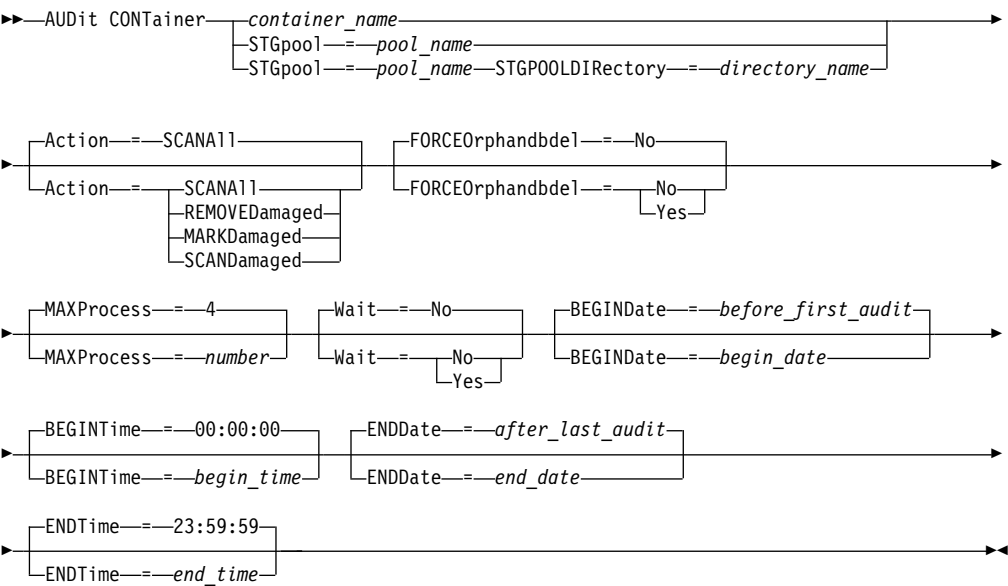 AUDit CONTainer container_name
STGpool = pool_name
STGpool = pool_name STGPOOLDIRectory = directory_name
Action = SCANAll FORCEOrphandbdel = No
Action = SCANAll FORCEOrphandbdel = No
REMOVEDamaged Yes
MARKDamaged
SCANDamaged
MAXProcess = 4 Wait = No BEGINDate = before_first_audit
MAXProcess = number Wait = No BEGINDate = begin_date
Yes
BEGINTime = 00:00:00 ENDDate = after_last_audit
BEGINTime = begin_time ENDDate = end_date
ENDTime = 23:59:59
ENDTime = end_time